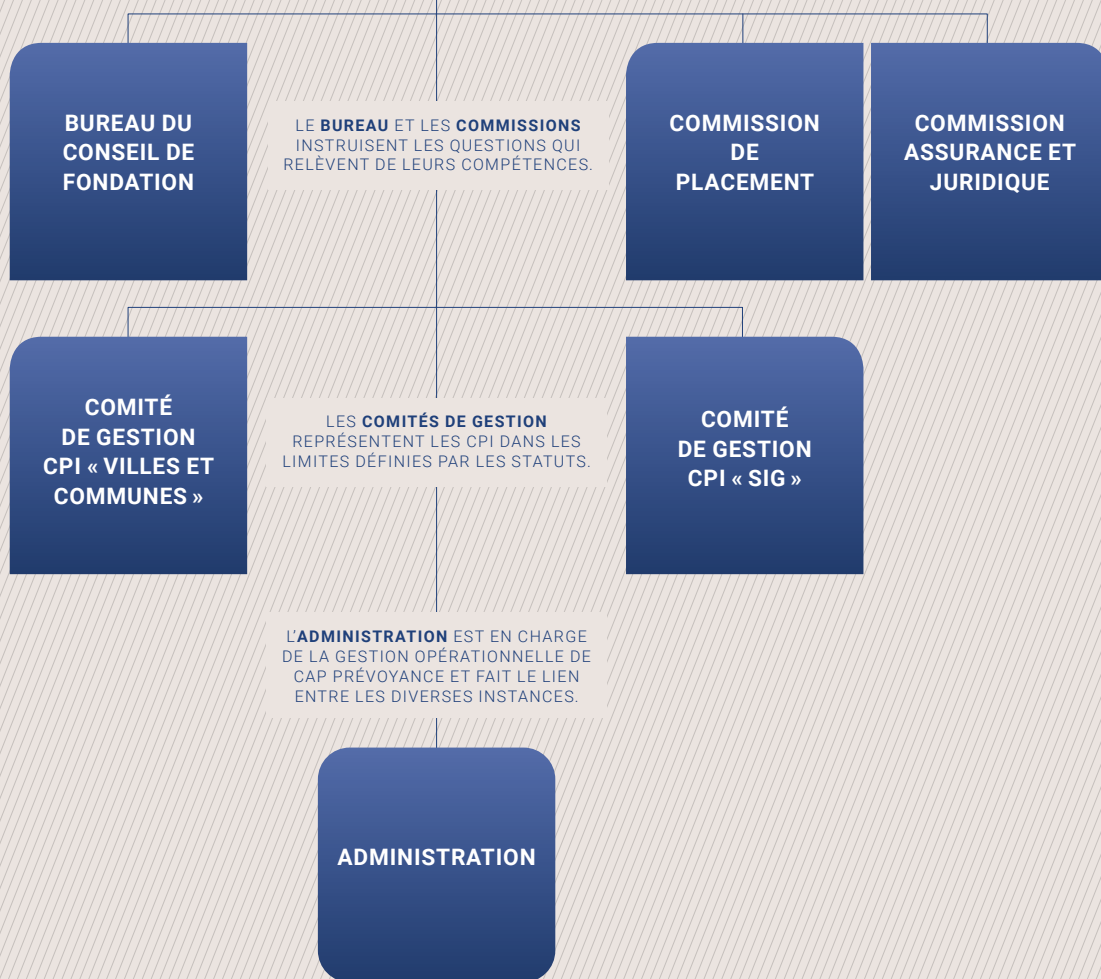 BUREAU DU
CONSEIL DE
FONDATION
LE BUREAU ET LES COMMISSIONS
INSTRUISENT LES QUESTIONS QUI
RELÈVENT DE LEURS COMPÉTENCES.
COMMISSION
DE
PLACEMENT
COMMISSION
ASSURANCE ET
JURIDIQUE
COMITÉ
DE GESTION
CPI « VILLES ET
COMMUNES »
LES COMITÉS DE GESTION
REPRÉSENTENT LES CPI DANS LES
LIMITES DÉFINIES PAR LES STATUTS.
COMITÉ
DE GESTION
CPI « SIG »
L'ADMINISTRATION EST EN CHARGE
DE LA GESTION OPÉRATIONNELLE DE
CAP PRÉVOYANCE ET FAIT LE LIEN
ENTRE LES DIVERSES INSTANCES.
ADMINISTRATION